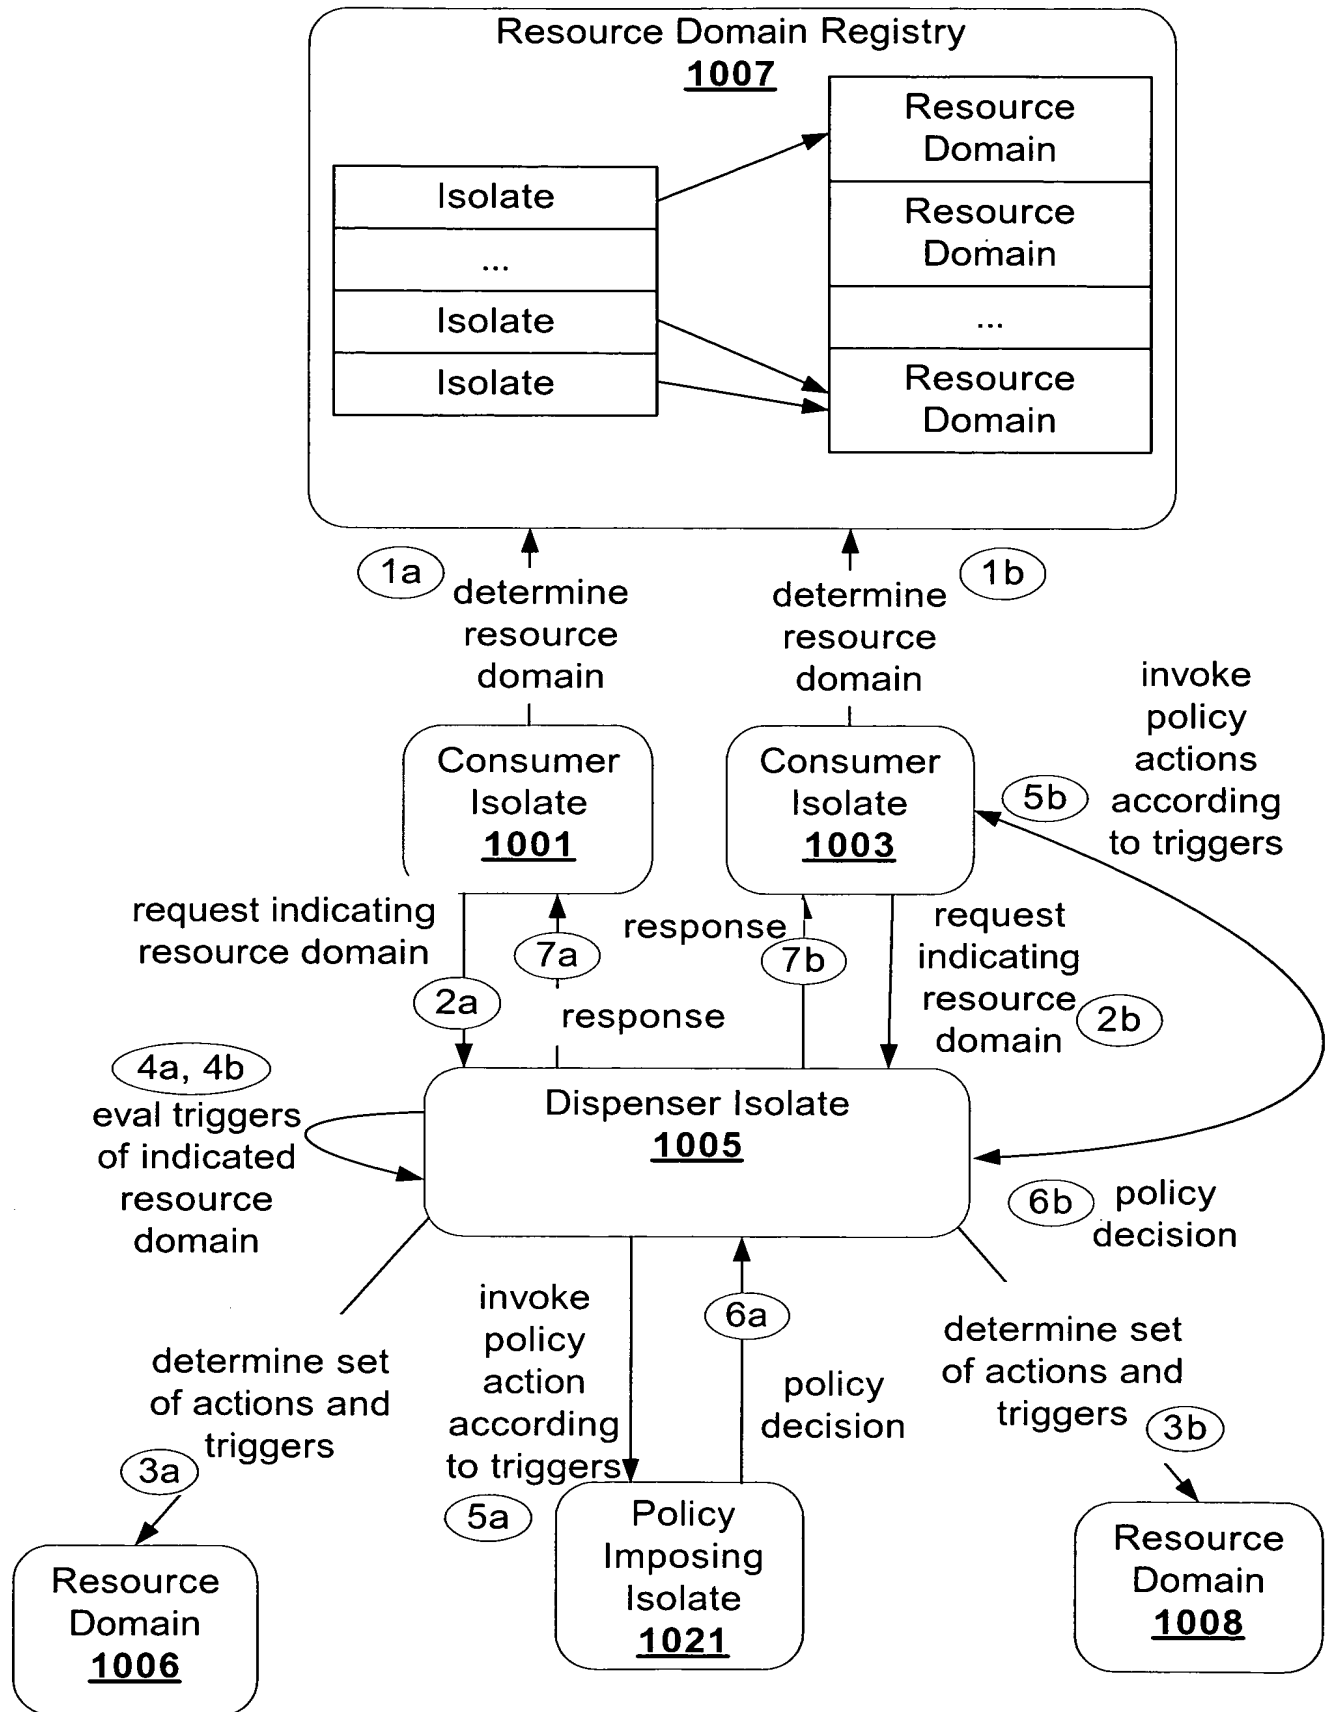 Resource Domain Registry
1007
Resource
Domain
Resource
Domain
...
Resource
Domain
Isolate
...
Isolate
Isolate
1a
determine
resource
domain
determine
resource
domain
1b
invoke
policy
actions
according
to triggers
5b
Consumer
Isolate
1001
Consumer
Isolate
1003
request indicating
resource domain
2a
7a
response
response
7b
request
indicating
resource
domain
2b
4a, 4b
eval triggers
of indicated
resource
domain
Dispenser Isolate
1005
6b
policy
decision
determine set
of actions and
triggers
3a
invoke
policy
action
according
to triggers
5a
6a
policy
decision
determine set
of actions and
triggers
3b
Resource
Domain
1006
Policy
Imposing
Isolate
1021
Resource
Domain
1008